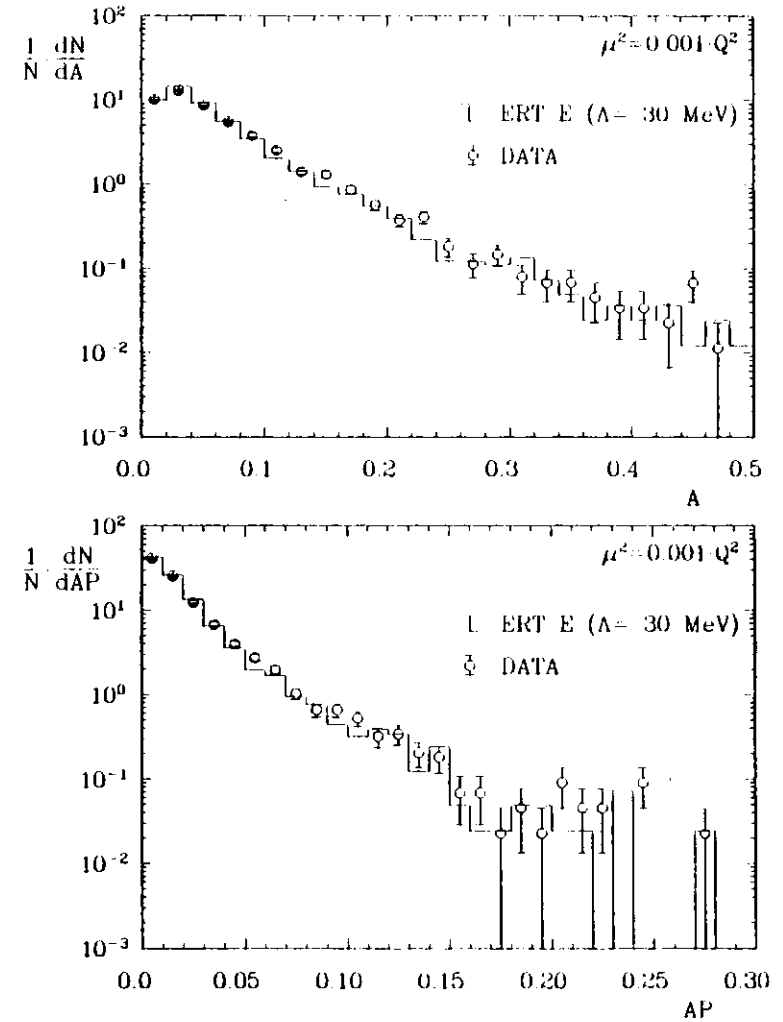 10²
1/N · dN/dA
μ²=0.001·Q²
10¹
ERT E (Λ= 30 MeV)
DATA
10⁰
10⁻¹
10⁻²
10⁻³
0.0 0.1 0.2 0.3 0.4 0.5
A
10²
1/N · dN/dAP
μ²=0.001·Q²
10¹
ERT E (Λ= 30 MeV)
DATA
10⁰
10⁻¹
10⁻²
10⁻³
0.0 0.05 0.10 0.15 0.20 0.25 0.30
AP